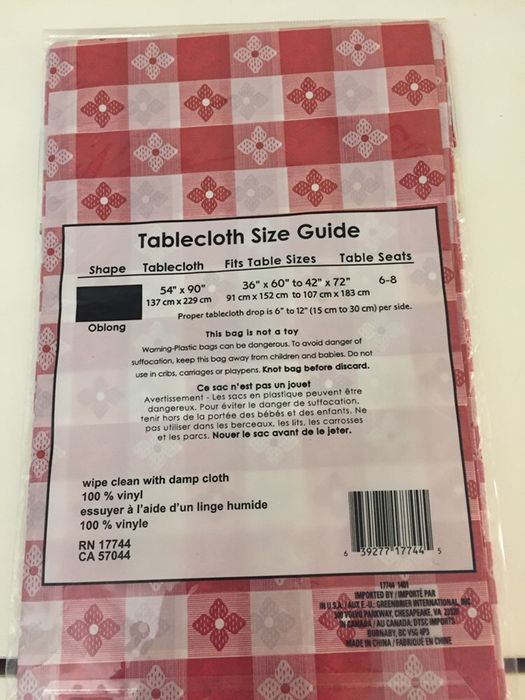 Tablecloth Size Guide
Shape Tablecloth Fits Table Sizes Table Seats
54" x 90" 36" x 60" to 42" x 72" 6-8
137 cm x 229 cm 91 cm x 152 cm to 107 cm x 183 cm
Oblong
Proper tablecloth drop is 6" to 12" (15 cm to 30 cm) per side.
This bag is not a toy
Warning-Plastic bags can be dangerous. To avoid danger of
suffocation, keep this bag away from children and babies. Do not
use in cribs, carriages or playpens. Knot bag before discard.
Ce sac n'est pas un jouet
Avertissement - Les sacs en plastique peuvent être
dangereux. Pour éviter le danger de suffocation,
tenir hors de la portée des bébés et des enfants. Ne
pas utiliser dans les berceaux, les lits, les carrosses
et les parcs. Nouer le sac avant de le jeter.
wipe clean with damp cloth
100 % vinyl
essuyer à l'aide d'un linge humide
100 % vinyle
RN 17744
CA 57044
6 39277 17744 5
17744 1401
IMPORTED BY / IMPORTÉ PAR
IN U.S.A. / AUX E.-U.: GREENBRIER INTERNATIONAL, INC.
500 VOLVO PARKWAY, CHESAPEAKE, VA 23320
IN CANADA / AU CANADA: DTSC IMPORTS
BURNABY, BC V5G 4P3
MADE IN CHINA / FABRIQUÉ EN CHINE